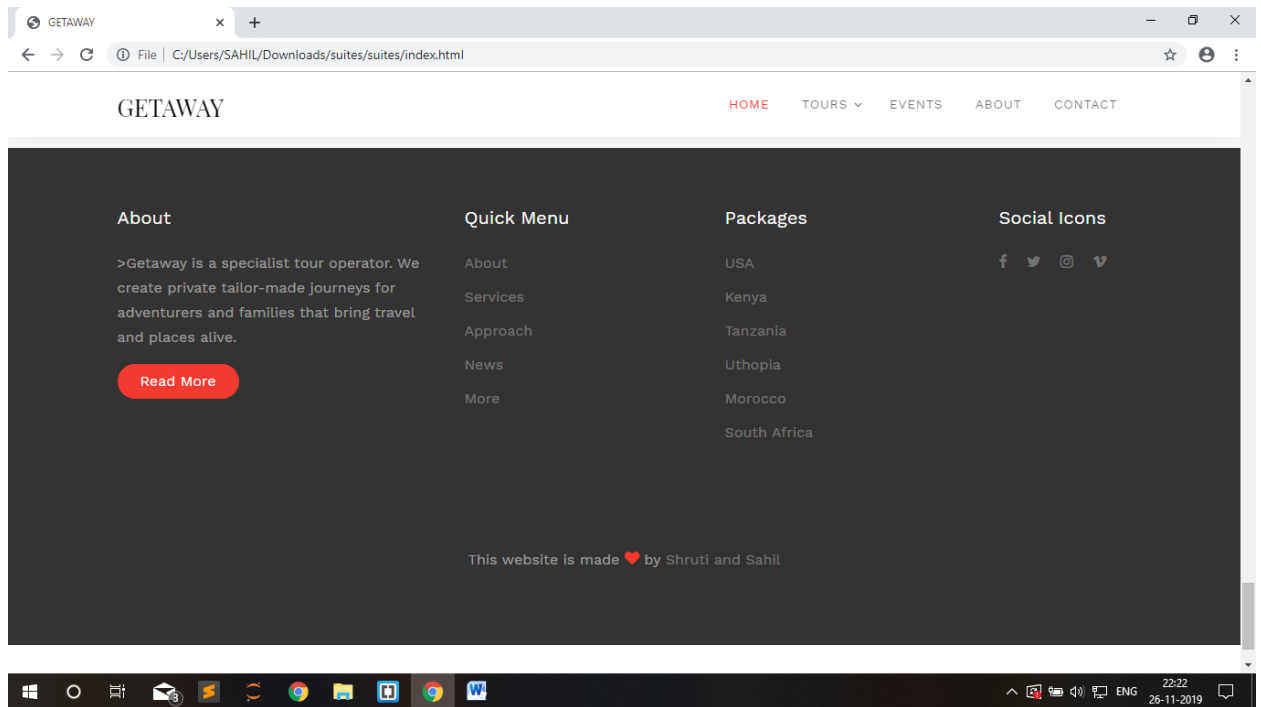 GETAWAY
File | C:/Users/SAHIL/Downloads/suites/suites/index.html
GETAWAY
HOME TOURS EVENTS ABOUT CONTACT
About
>Getaway is a specialist tour operator. We
create private tailor-made journeys for
adventurers and families that bring travel
and places alive.
Read More
Quick Menu
About
Services
Approach
News
More
Packages
USA
Kenya
Tanzania
Uthopia
Morocco
South Africa
Social Icons
This website is made ❤ by Shruti and Sahil
3
ENG
22:22
26-11-2019